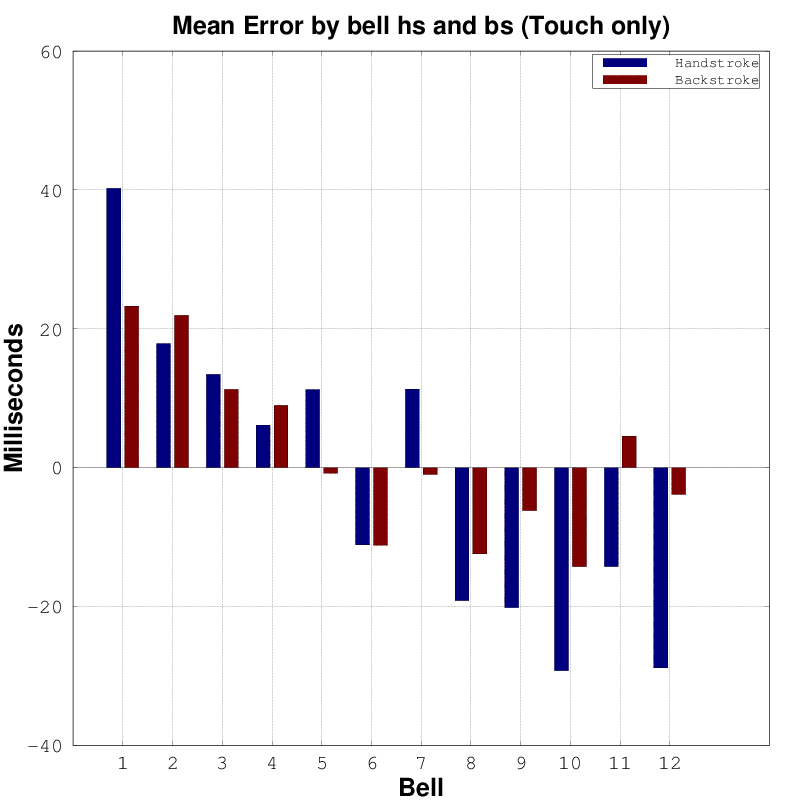 Mean Error by bell hs and bs (Touch only)
Handstroke
Backstroke
Milliseconds
60
40
20
0
-20
-40
1 2 3 4 5 6 7 8 9 10 11 12
Bell